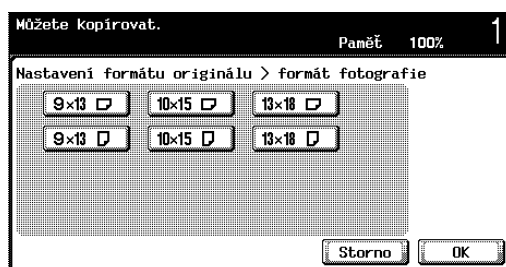 Můžete kopírovat.
Paměť 100% 1
Nastavení formátu originálu > formát fotografie
9×13 10×15 13×18
9×13 10×15 13×18
Storno OK